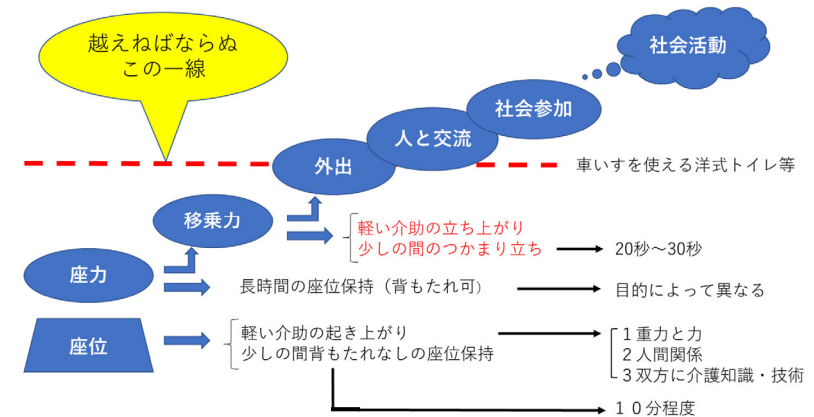 越えねばならぬ
この一線
社会活動
社会参加
人と交流
外出
車いすを使える洋式トイレ等
移乗力
軽い介助の立ち上がり
少しの間のつかまり立ち
20秒～30秒
座力
長時間の座位保持（背もたれ可）
目的によって異なる
座位
軽い介助の起き上がり
少しの間背もたれなしの座位保持
1 重力と力
2 人間関係
3 双方に介護知識・技術
１０分程度